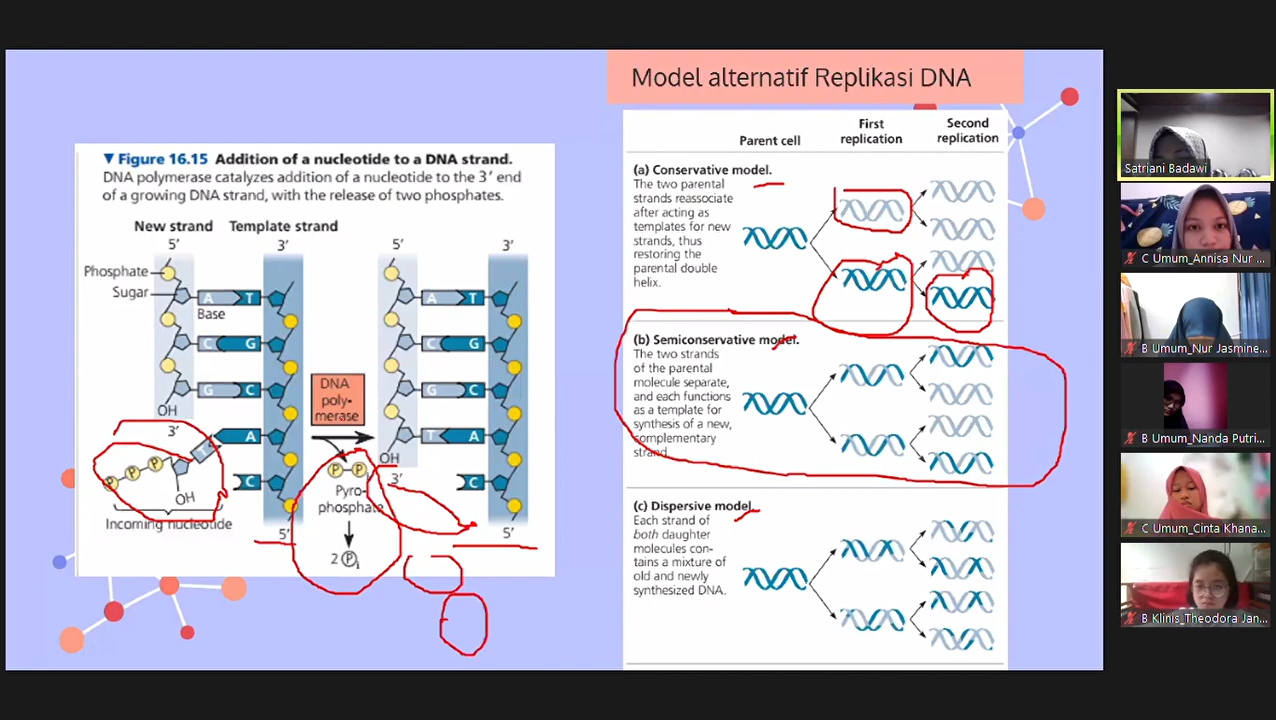 Model alternatif Replikasi DNA
▼ Figure 16.15 Addition of a nucleotide to a DNA strand.
DNA polymerase catalyzes addition of a nucleotide to the 3′ end
of a growing DNA strand, with the release of two phosphates.
New strand Template strand
5′ 3′ 5′ 3′
Phosphate
Sugar
A T A T
Base
C G C G
G C G C
OH
3′
DNA
poly-
merase
T A T A
OH
3′
P P P
P P i
C C
OH
Pyro-
phosphate
Incoming nucleotide
5′ 5′
2 P i
Parent cell
First
replication
Second
replication
(a) Conservative model.
The two parental
strands reassociate
after acting as
templates for new
strands, thus
restoring the
parental double
helix.
(b) Semiconservative model.
The two strands
of the parental
molecule separate,
and each functions
as a template for
synthesis of a new,
complementary
strand.
(c) Dispersive model.
Each strand of
both daughter
molecules con-
tains a mixture of
old and newly
synthesized DNA.
Satriani Badawi
C Umum_Annisa Nur ...
B Umum_Nur Jasmine...
B Umum_Nanda Putri...
C Umum_Cinta Khana...
B Klinis_Theodora Jan...